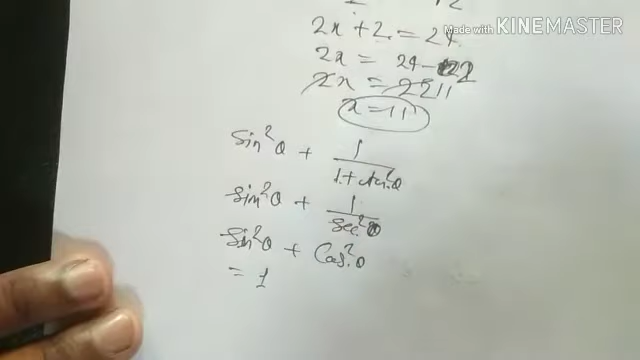 Made with KINEMASTER
2x + 2 = 24
2x = 24 - 2
2x = 22 11
x = 11
Sin²θ + 1/1+tan²θ
Sin²θ + 1/Sec²θ
Sin²θ + Cos²θ
= 1